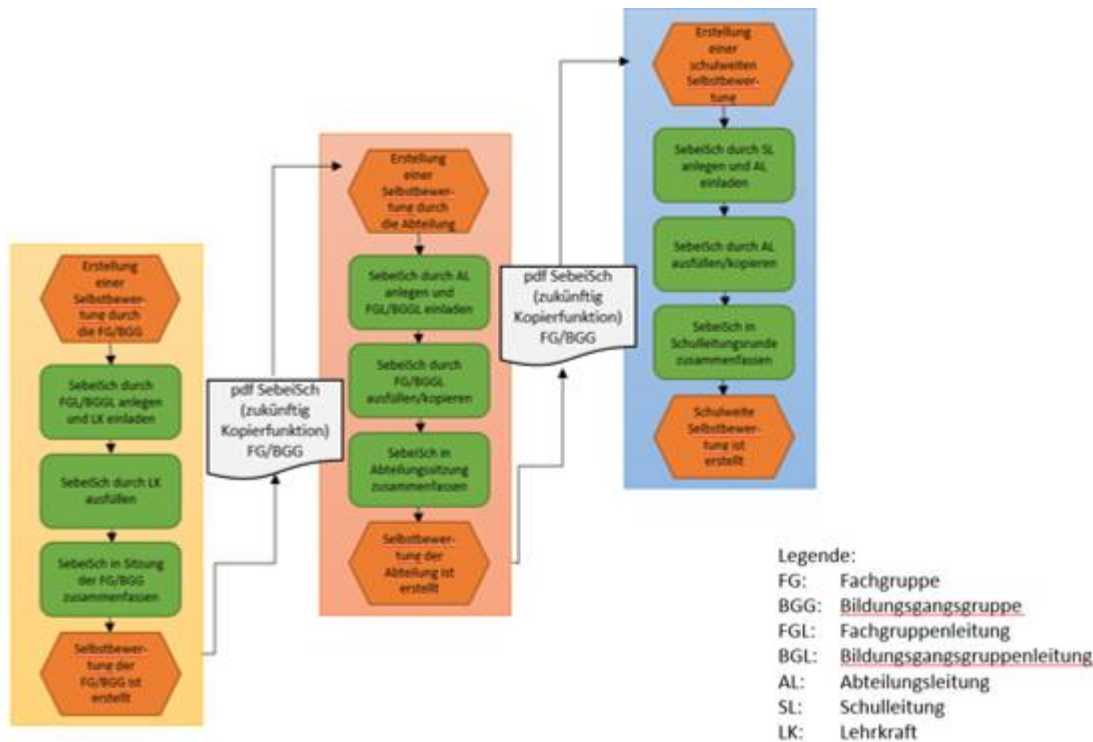 Erstellung
einer
Selbstbewer-
tung durch
die FG/BGG
SebeiSch durch
FGL/BGGL anlegen
und LK einladen
SebeiSch durch LK
ausfüllen
SebeiSch in Sitzung
der FG/BGG
zusammenfassen
Selbstbewer-
tung der
FG/BGG ist
erstellt
pdf SebeiSch
(zukünftig
Kopierfunktion)
FG/BGG
Erstellung
einer
Selbstbewer-
tung durch
die Abteilung
SebeiSch durch AL
anlegen und
FGL/BGGL einladen
SebeiSch durch
FG/BGGL
ausfüllen/kopieren
SebeiSch in
Abteilungssitzung
zusammenfassen
Selbstbewer-
tung der
Abteilung ist
erstellt
pdf SebeiSch
(zukünftig
Kopierfunktion)
FG/BGG
Erstellung
einer
schulweiten
Selbstbewer-
tung
SebeiSch durch SL
anlegen und AL
einladen
SebeiSch durch AL
ausfüllen/kopieren
SebeiSch in
Schulleitungsrunde
zusammenfassen
Schulweite
Selbstbewer-
tung ist
erstellt
Legende:
FG: Fachgruppe
BGG: Bildungsgangsgruppe
FGL: Fachgruppenleitung
BGL: Bildungsgangsgruppenleitung
AL: Abteilungsleitung
SL: Schulleitung
LK: Lehrkraft